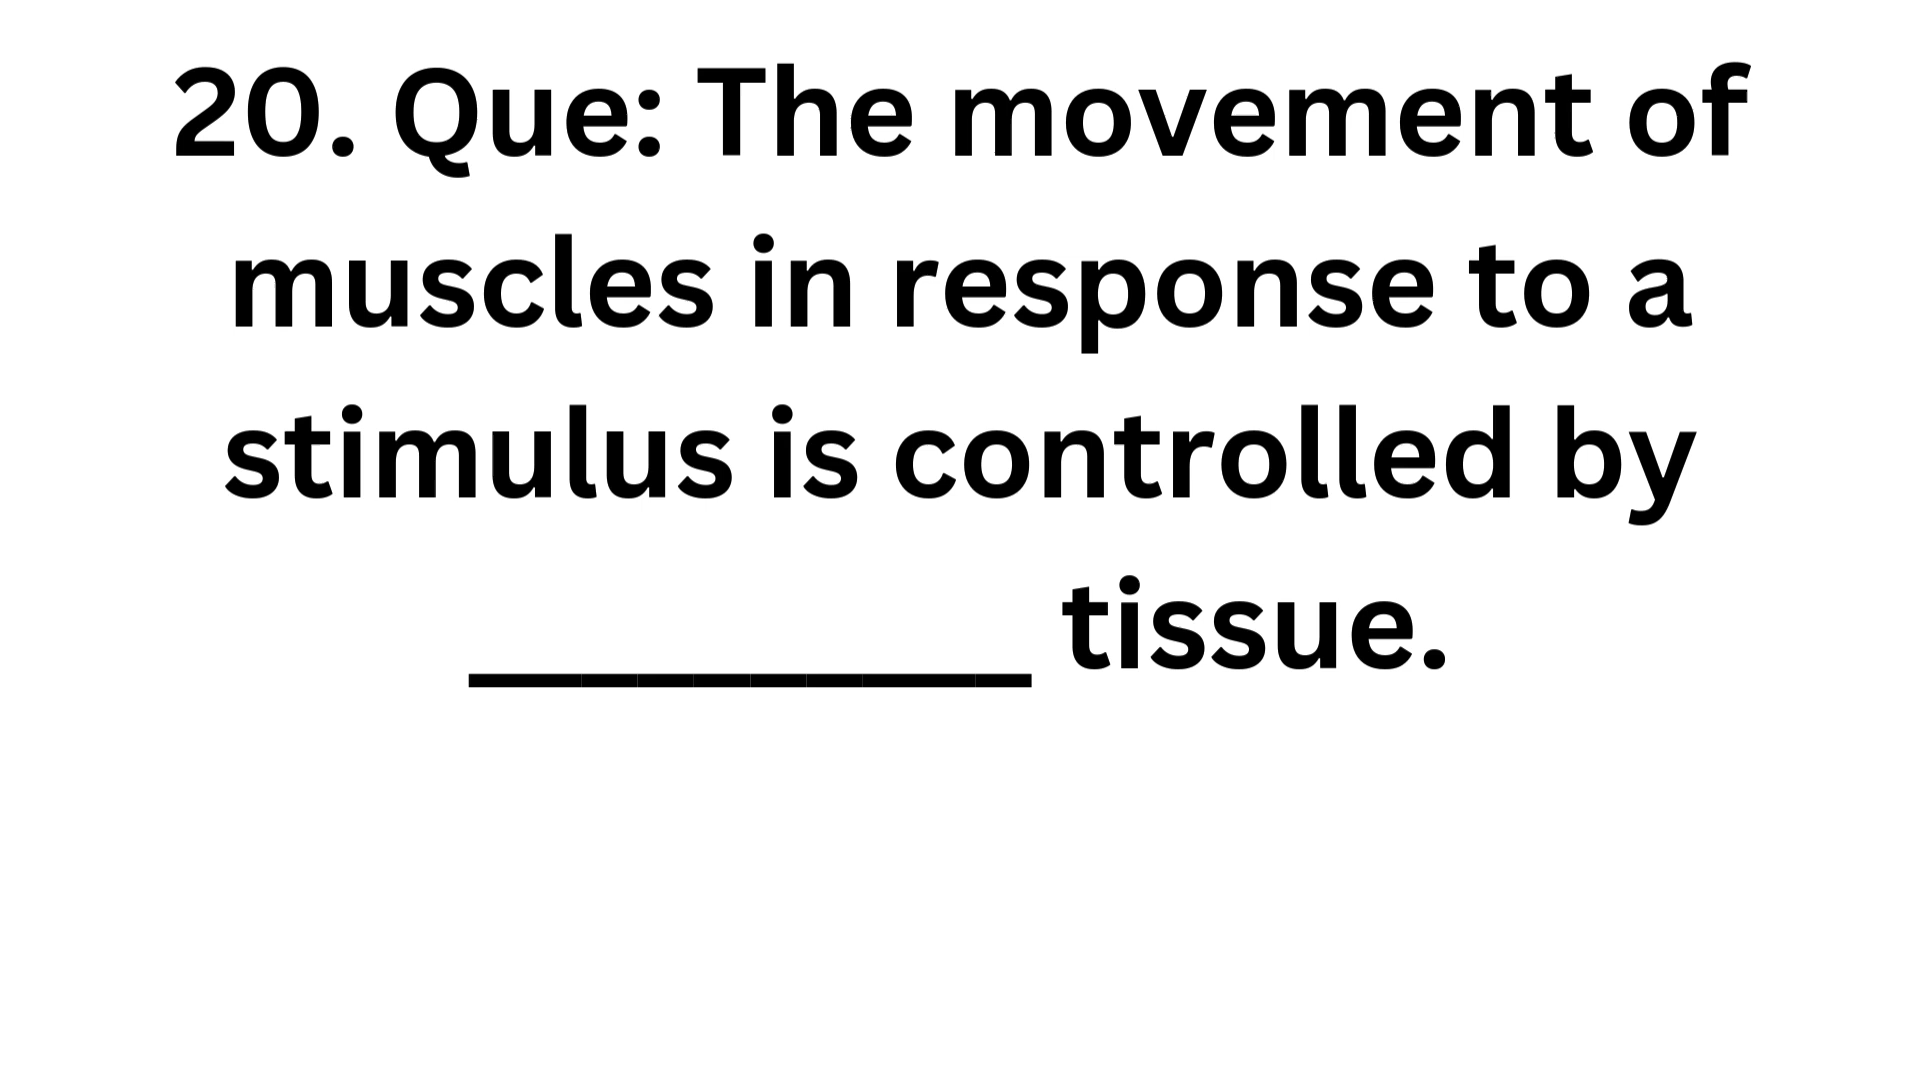 20. Que: The movement of
muscles in response to a
stimulus is controlled by
__________ tissue.